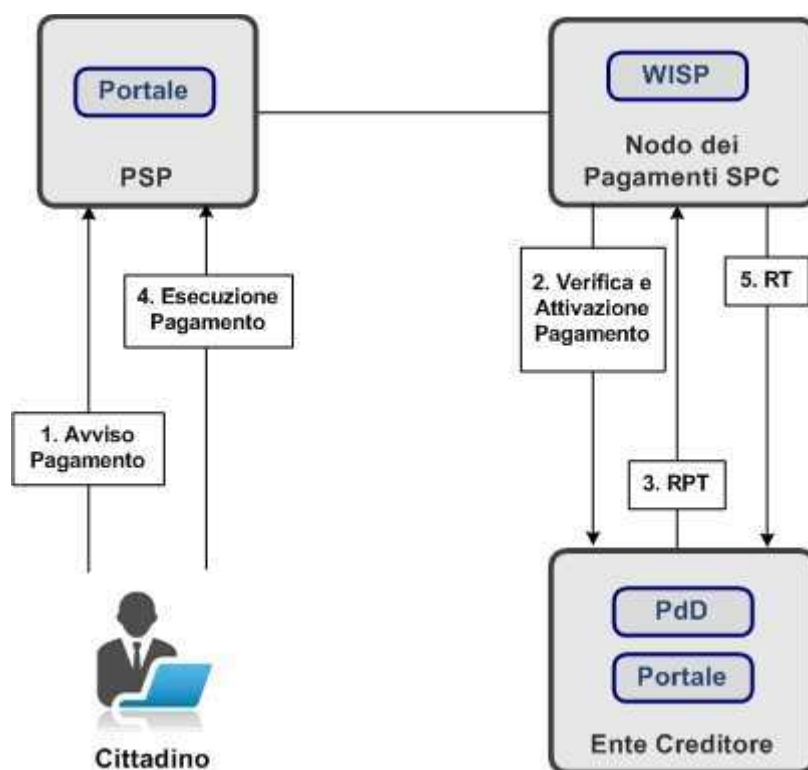 Portale
PSP
WISP
Nodo dei
Pagamenti SPC
4. Esecuzione
Pagamento
2. Verifica e
Attivazione
Pagamento
5. RT
1. Avviso
Pagamento
3. RPT
Cittadino
PdD
Portale
Ente Creditore